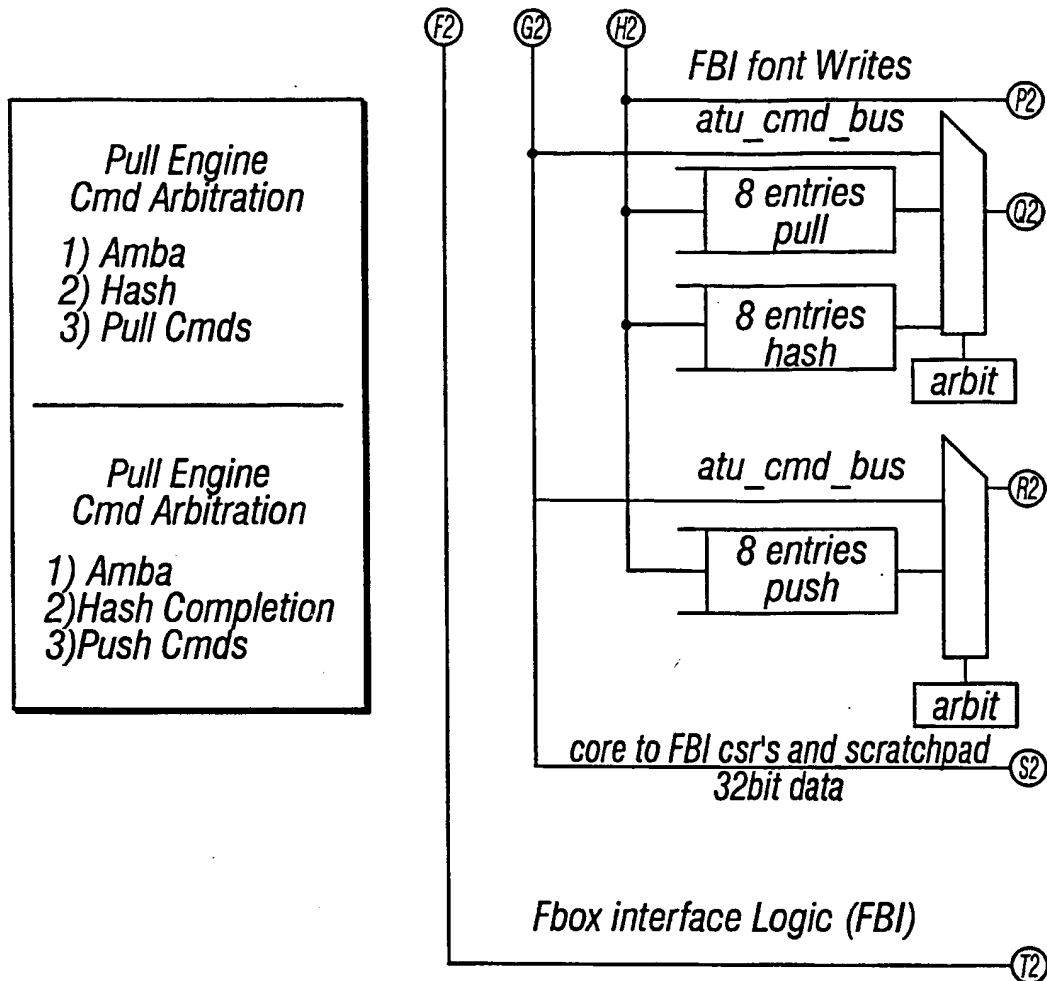 F2 G2 H2
FBI font Writes
P2
atu_cmd_bus
8 entries
pull
Q2
8 entries
hash
arbit
atu_cmd_bus
R2
8 entries
push
arbit
core to FBI csr's and scratchpad
S2
32bit data
Fbox interface Logic (FBI)
T2
Pull Engine
Cmd Arbitration
1) Amba
2) Hash
3) Pull Cmds
Pull Engine
Cmd Arbitration
1) Amba
2)Hash Completion
3)Push Cmds